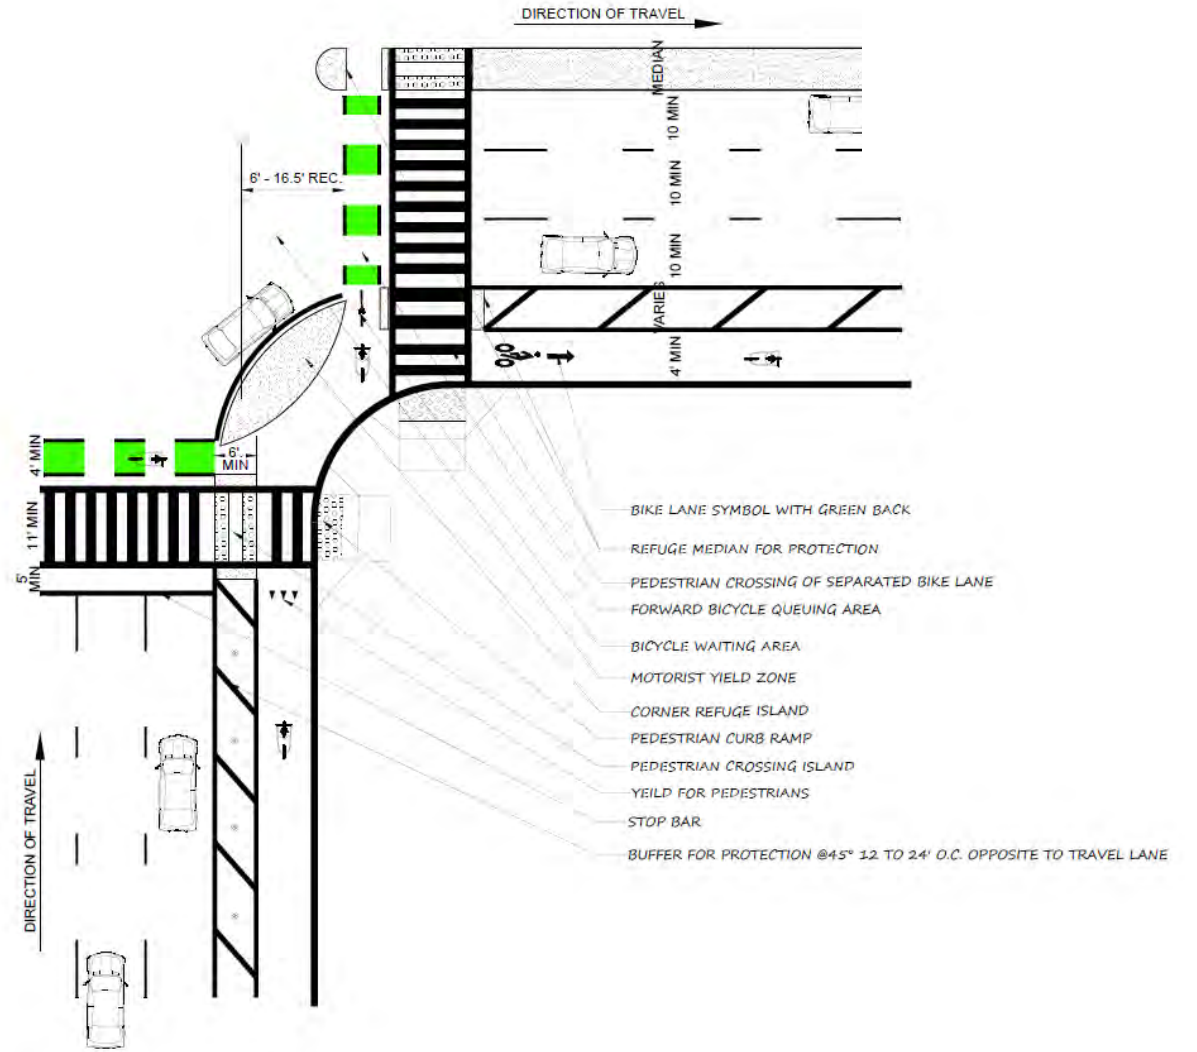 DIRECTION OF TRAVEL
MEDIAN
10 MIN
10 MIN
6' - 16.5' REC.
10 MIN
VARIES
4' MIN
4' MIN
6'.
MIN
11' MIN
5'
MIN
BIKE LANE SYMBOL WITH GREEN BACK
REFUGE MEDIAN FOR PROTECTION
PEDESTRIAN CROSSING OF SEPARATED BIKE LANE
FORWARD BICYCLE QUEUING AREA
BICYCLE WAITING AREA
MOTORIST YIELD ZONE
CORNER REFUGE ISLAND
PEDESTRIAN CURB RAMP
PEDESTRIAN CROSSING ISLAND
YEILD FOR PEDESTRIANS
STOP BAR
BUFFER FOR PROTECTION @45° 12 TO 24' O.C. OPPOSITE TO TRAVEL LANE
DIRECTION OF TRAVEL